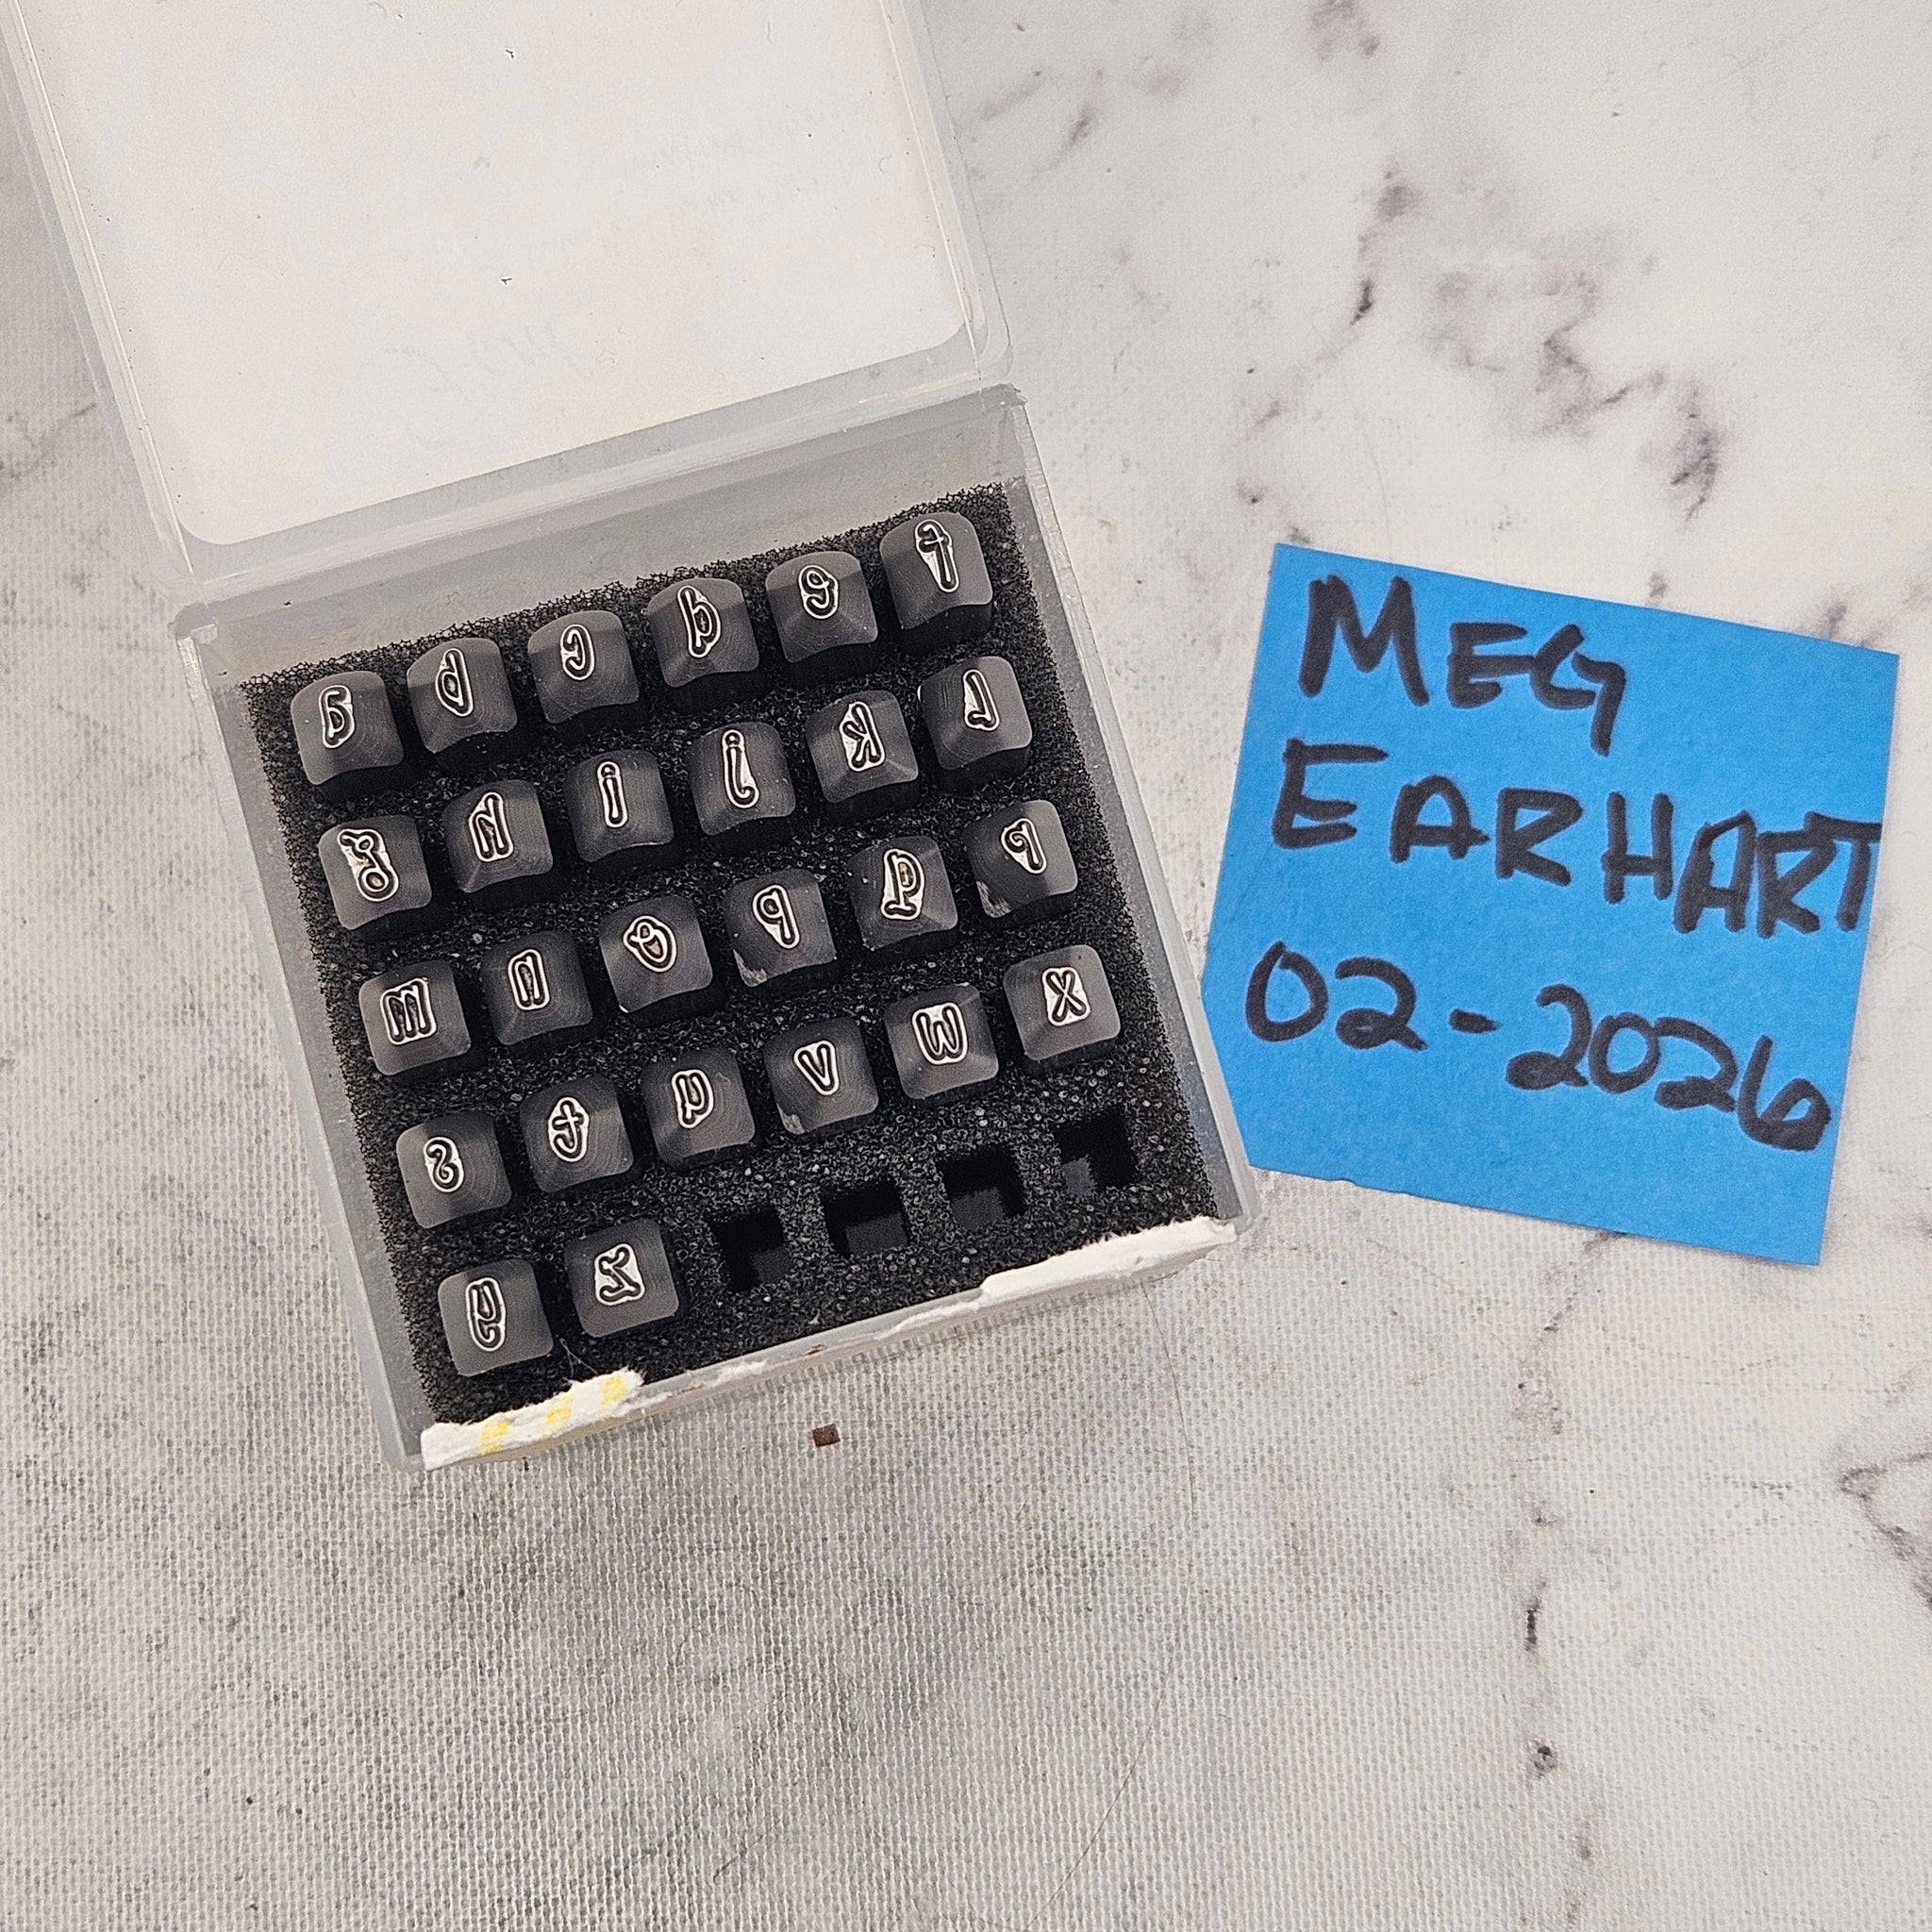 a b c d e f
g h i j k l
m n o p q r
s t u v w x
y z
MEG
EARHART
02-2026